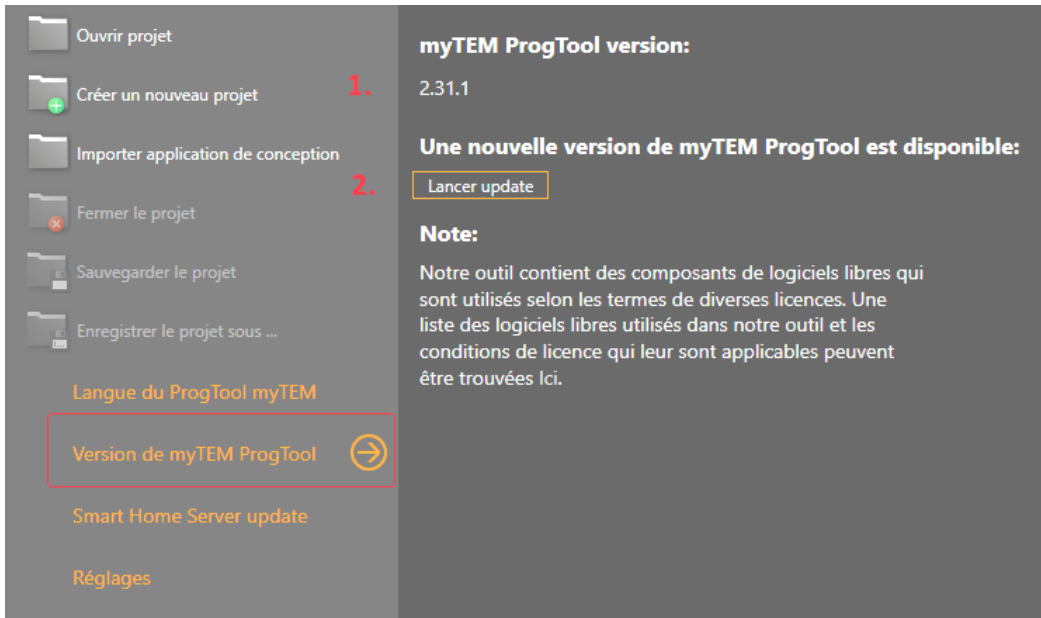 Ouvrir projet
Créer un nouveau projet
1.
Importer application de conception
2.
Fermer le projet
Sauvegarder le projet
Enregistrer le projet sous ...
Langue du ProgTool myTEM
Version de myTEM ProgTool
Smart Home Server update
Réglages
myTEM ProgTool version:
2.31.1
Une nouvelle version de myTEM ProgTool est disponible:
Lancer update
Note:
Notre outil contient des composants de logiciels libres qui
sont utilisés selon les termes de diverses licences. Une
liste des logiciels libres utilisés dans notre outil et les
conditions de licence qui leur sont applicables peuvent
être trouvées Ici.